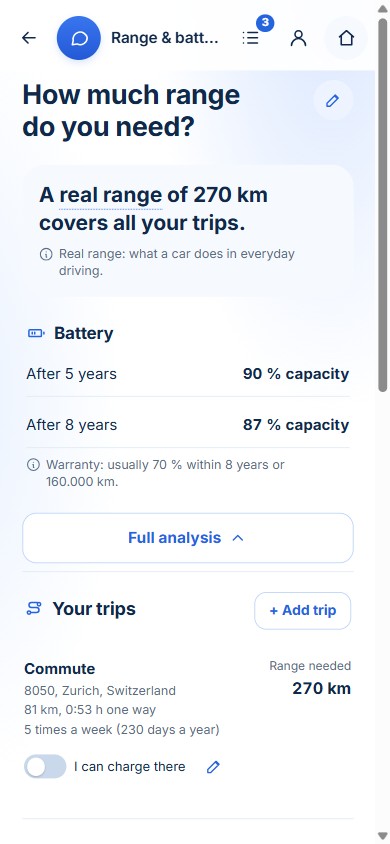 Range & batt...
3
How much range
do you need?
A real range of 270 km
covers all your trips.
Real range: what a car does in everyday
driving.
Battery
After 5 years
90 % capacity
After 8 years
87 % capacity
Warranty: usually 70 % within 8 years or
160.000 km.
Full analysis
Your trips
+ Add trip
Commute
Range needed
8050, Zurich, Switzerland
270 km
81 km, 0:53 h one way
5 times a week (230 days a year)
I can charge there